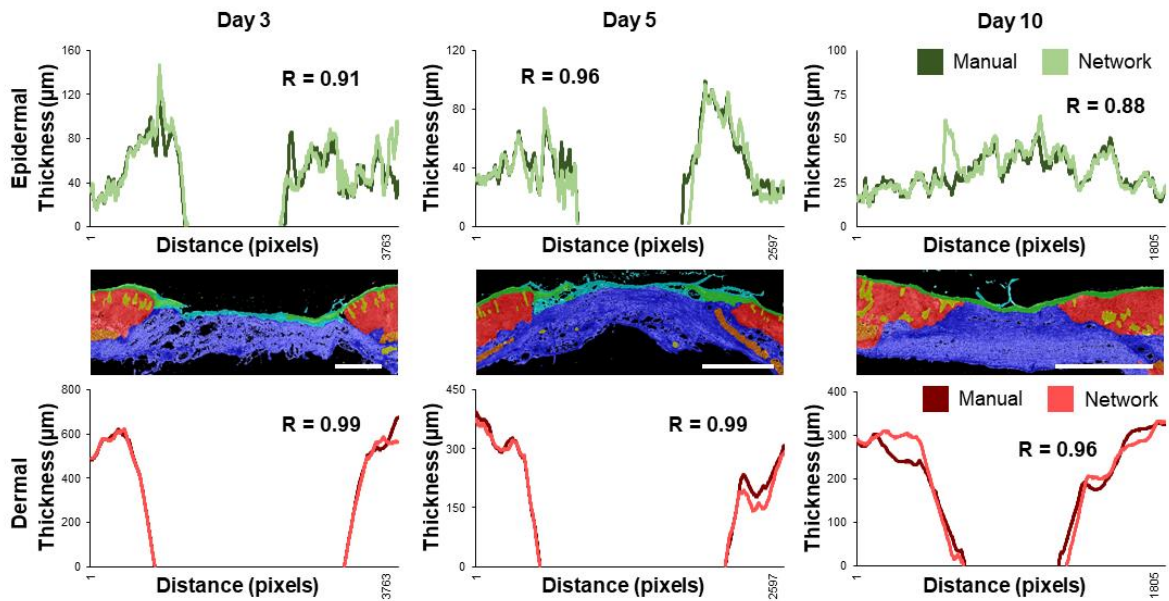 Day 3
Day 5
Day 10
Epidermal
Thickness (µm)
160
120
80
40
0
R = 0.91
1
Distance (pixels)
3763
Thickness (µm)
120
80
40
0
R = 0.96
1
Distance (pixels)
2597
Thickness (µm)
100
75
50
25
0
Manual
Network
R = 0.88
1
Distance (pixels)
1805
Dermal
Thickness (µm)
800
600
400
200
0
R = 0.99
1
Distance (pixels)
3763
Thickness (µm)
450
300
150
0
R = 0.99
1
Distance (pixels)
2597
Thickness (µm)
400
300
200
100
0
Manual
Network
R = 0.96
1
Distance (pixels)
1805